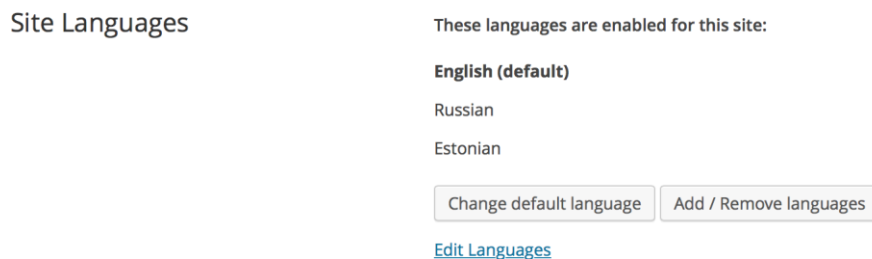 Site Languages
These languages are enabled for this site:
English (default)
Russian
Estonian
Change default language
Add / Remove languages
Edit Languages